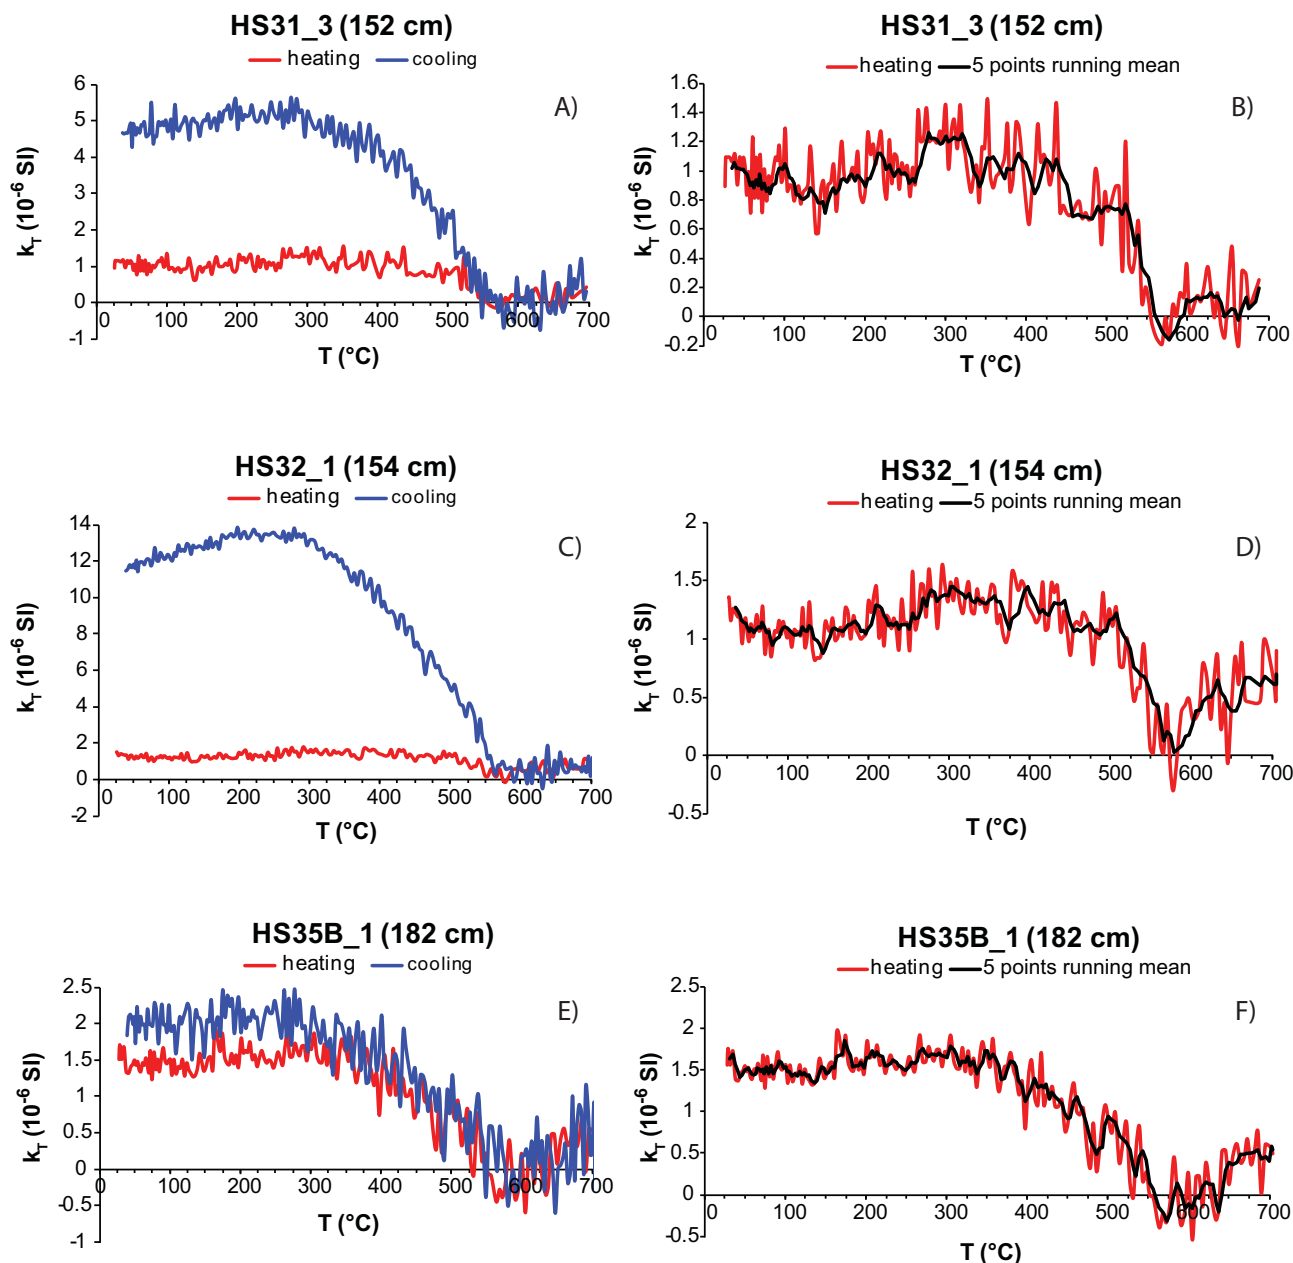 HS31_3 (152 cm)
heating cooling
A)
6
5
4
3
2
1
0
-1
0 100 200 300 400 500 600 700
k_T (10^-6 SI)
T (°C)
HS31_3 (152 cm)
heating 5 points running mean
B)
1.6
1.4
1.2
1
0.8
0.6
0.4
0.2
0
-0.2
0 100 200 300 400 500 600 700
k_T (10^-6 SI)
T (°C)
HS32_1 (154 cm)
heating cooling
C)
14
12
10
8
6
4
2
0
-2
0 100 200 300 400 500 600 700
k_T (10^-6 SI)
T (°C)
HS32_1 (154 cm)
heating 5 points running mean
D)
2
1.5
1
0.5
0
-0.5
0 100 200 300 400 500 600 700
k_T (10^-6 SI)
T (°C)
HS35B_1 (182 cm)
heating cooling
E)
2.5
2
1.5
1
0.5
0
-0.5
-1
0 100 200 300 400 500 600 700
k_T (10^-6 SI)
T (°C)
HS35B_1 (182 cm)
heating 5 points running mean
F)
2.5
2
1.5
1
0.5
0
-0.5
0 100 200 300 400 500 600 700
k_T (10^-6 SI)
T (°C)